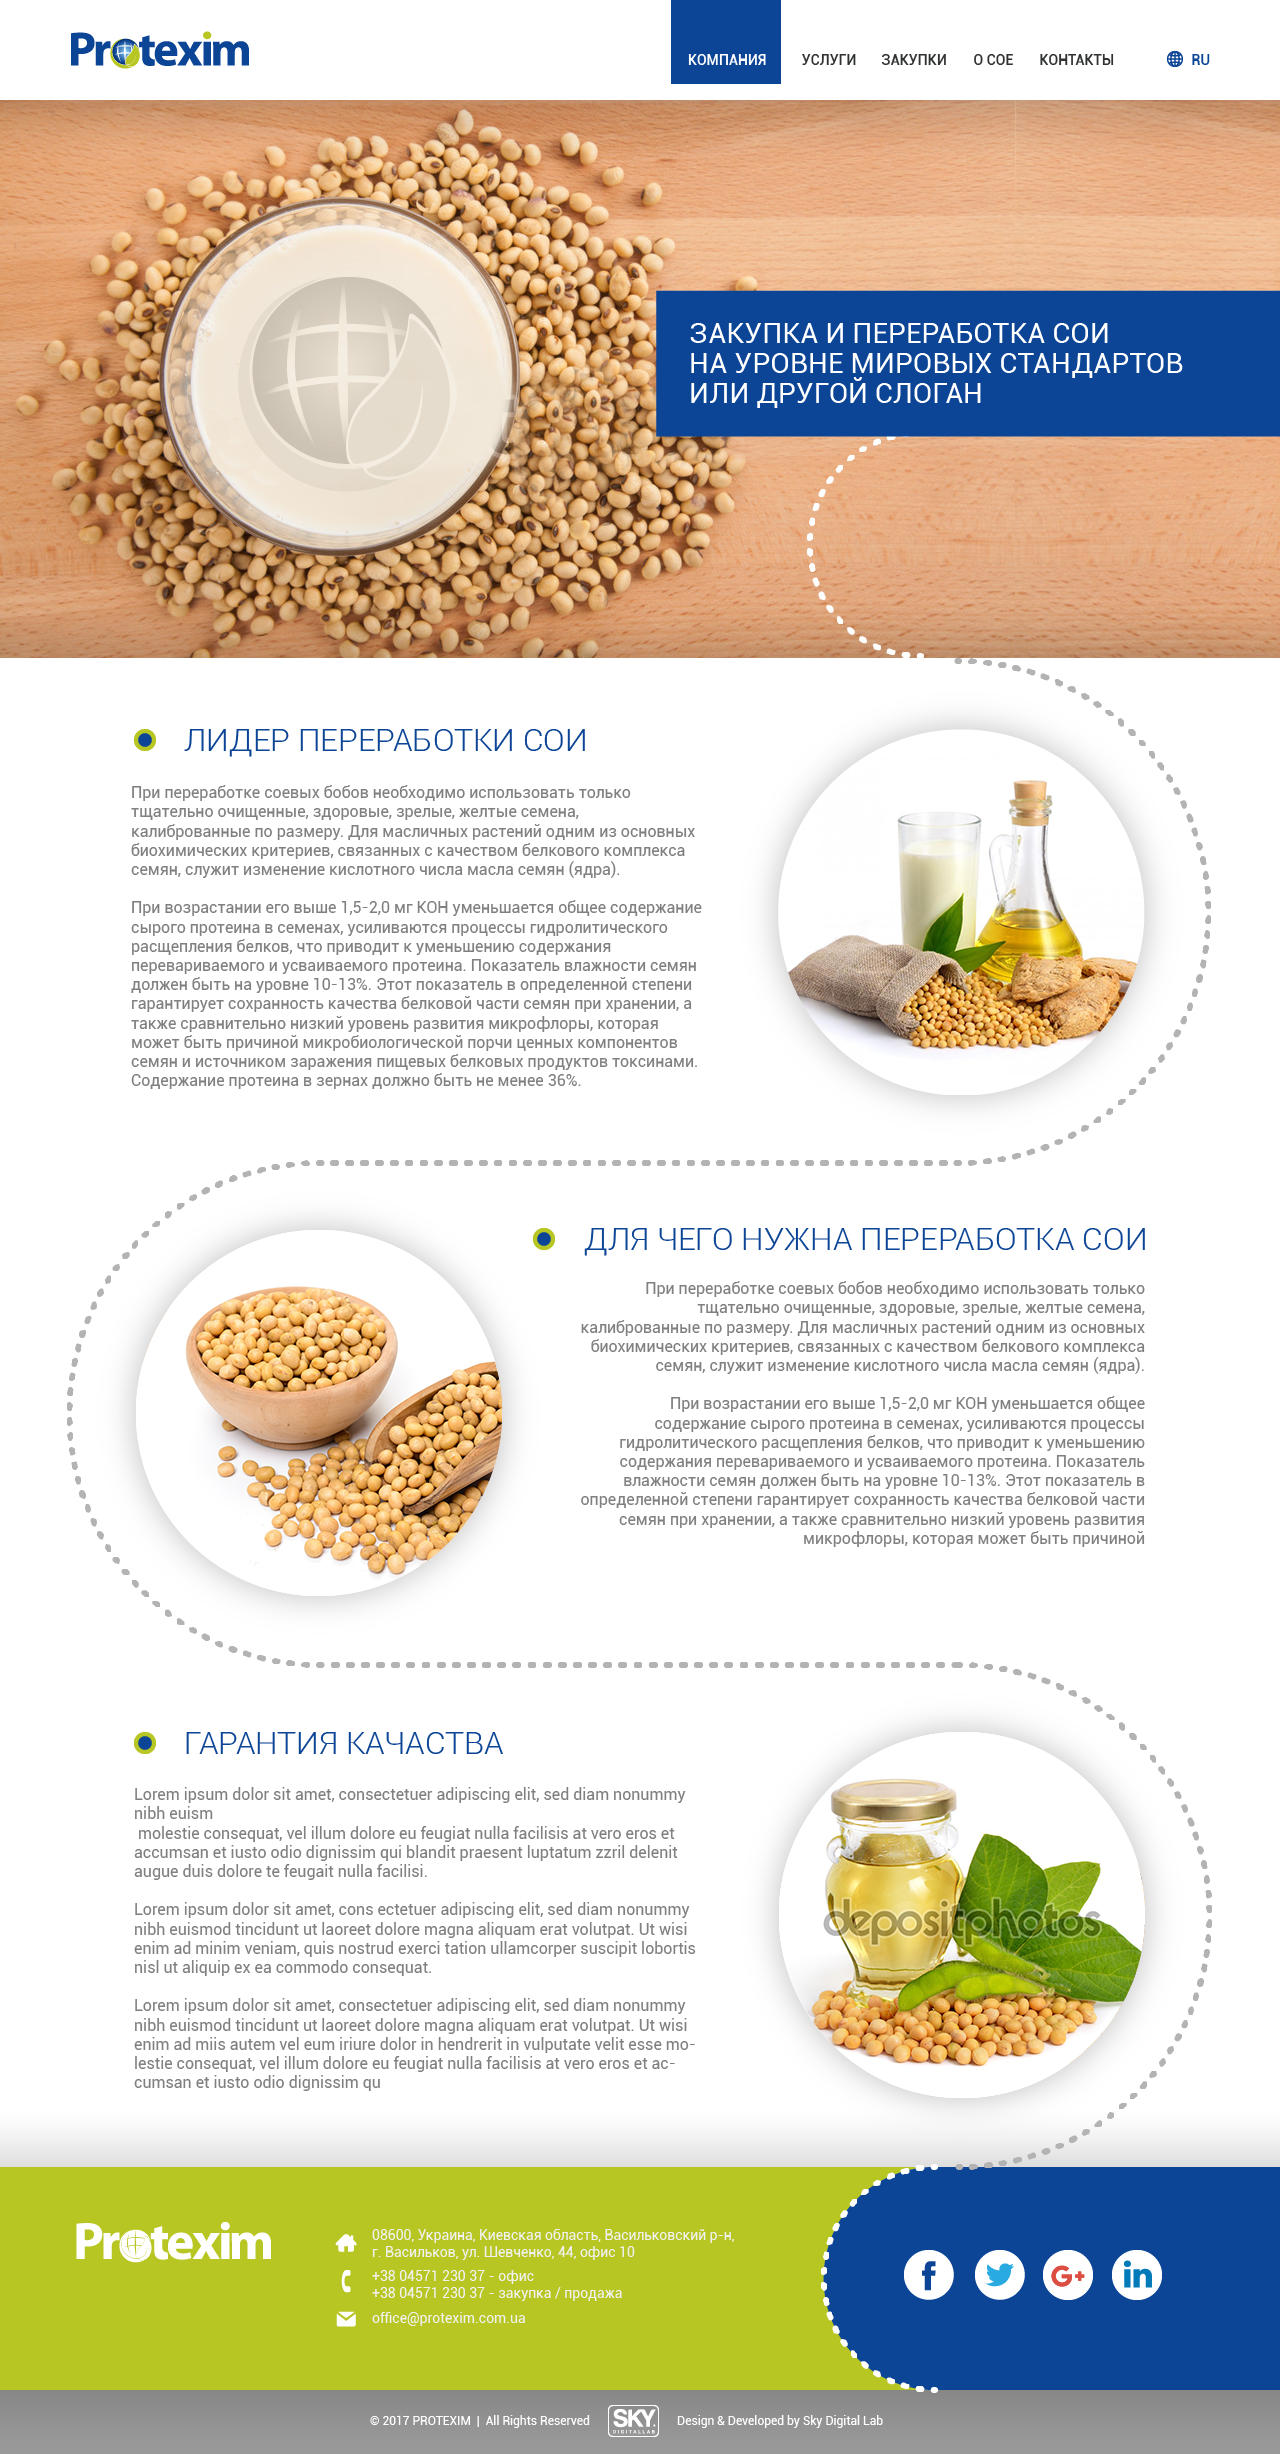 Protexim
КОМПАНИЯ УСЛУГИ ЗАКУПКИ О СОЕ КОНТАКТЫ RU
ЗАКУПКА И ПЕРЕРАБОТКА СОИ
НА УРОВНЕ МИРОВЫХ СТАНДАРТОВ
ИЛИ ДРУГОЙ СЛОГАН
ЛИДЕР ПЕРЕРАБОТКИ СОИ
При переработке соевых бобов необходимо использовать только
тщательно очищенные, здоровые, зрелые, желтые семена,
калиброванные по размеру. Для масличных растений одним из основных
биохимических критериев, связанных с качеством белкового комплекса
семян, служит изменение кислотного числа масла семян (ядра).
При возрастании его выше 1,5-2,0 мг КОН уменьшается общее содержание
сырого протеина в семенах, усиливаются процессы гидролитического
расщепления белков, что приводит к уменьшению содержания
перевариваемого и усваиваемого протеина. Показатель влажности семян
должен быть на уровне 10-13%. Этот показатель в определенной степени
гарантирует сохранность качества белковой части семян при хранении, а
также сравнительно низкий уровень развития микрофлоры, которая
может быть причиной микробиологической порчи ценных компонентов
семян и источником заражения пищевых белковых продуктов токсинами.
Содержание протеина в зернах должно быть не менее 36%.
ДЛЯ ЧЕГО НУЖНА ПЕРЕРАБОТКА СОИ
При переработке соевых бобов необходимо использовать только
тщательно очищенные, здоровые, зрелые, желтые семена,
калиброванные по размеру. Для масличных растений одним из основных
биохимических критериев, связанных с качеством белкового комплекса
семян, служит изменение кислотного числа масла семян (ядра).
При возрастании его выше 1,5-2,0 мг КОН уменьшается общее
содержание сырого протеина в семенах, усиливаются процессы
гидролитического расщепления белков, что приводит к уменьшению
содержания перевариваемого и усваиваемого протеина. Показатель
влажности семян должен быть на уровне 10-13%. Этот показатель в
определенной степени гарантирует сохранность качества белковой части
семян при хранении, а также сравнительно низкий уровень развития
микрофлоры, которая может быть причиной
ГАРАНТИЯ КАЧАСТВА
Lorem ipsum dolor sit amet, consectetuer adipiscing elit, sed diam nonummy
nibh euism
molestie consequat, vel illum dolore eu feugiat nulla facilisis at vero eros et
accumsan et iusto odio dignissim qui blandit praesent luptatum zzril delenit
augue duis dolore te feugait nulla facilisi.
Lorem ipsum dolor sit amet, cons ectetuer adipiscing elit, sed diam nonummy
nibh euismod tincidunt ut laoreet dolore magna aliquam erat volutpat. Ut wisi
enim ad minim veniam, quis nostrud exerci tation ullamcorper suscipit lobortis
nisl ut aliquip ex ea commodo consequat.
Lorem ipsum dolor sit amet, consectetuer adipiscing elit, sed diam nonummy
nibh euismod tincidunt ut laoreet dolore magna aliquam erat volutpat. Ut wisi
enim ad miis autem vel eum iriure dolor in hendrerit in vulputate velit esse mo-
lestie consequat, vel illum dolore eu feugiat nulla facilisis at vero eros et ac-
cumsan et iusto odio dignissim qu
depositphotos
Protexim
08600, Украина, Киевская область, Васильковский р-н,
г. Васильков, ул. Шевченко, 44, офис 10
+38 04571 230 37 - офис
+38 04571 230 37 - закупка / продажа
office@protexim.com.ua
f G+ in
© 2017 PROTEXIM | All Rights Reserved
SKY.
DIGITALLAB
Design & Developed by Sky Digital Lab